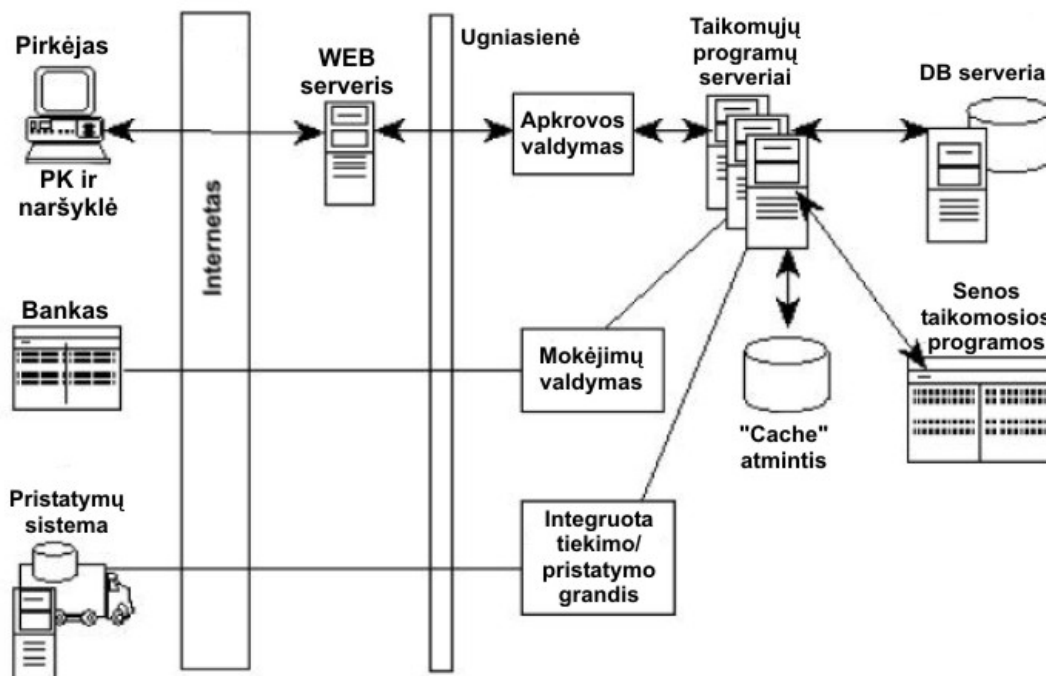 Pirkėjas
PK ir
naršyklė
Internetas
WEB
serveris
Ugniasienė
Apkrovos
valdymas
Taikomųjų
programų
serveriai
DB serveriai
Bankas
Mokėjimų
valdymas
"Cache"
atmintis
Senos
taikomosios
programos
Pristatymų
sistema
Integruota
tiekimo/
pristatymo
grandis